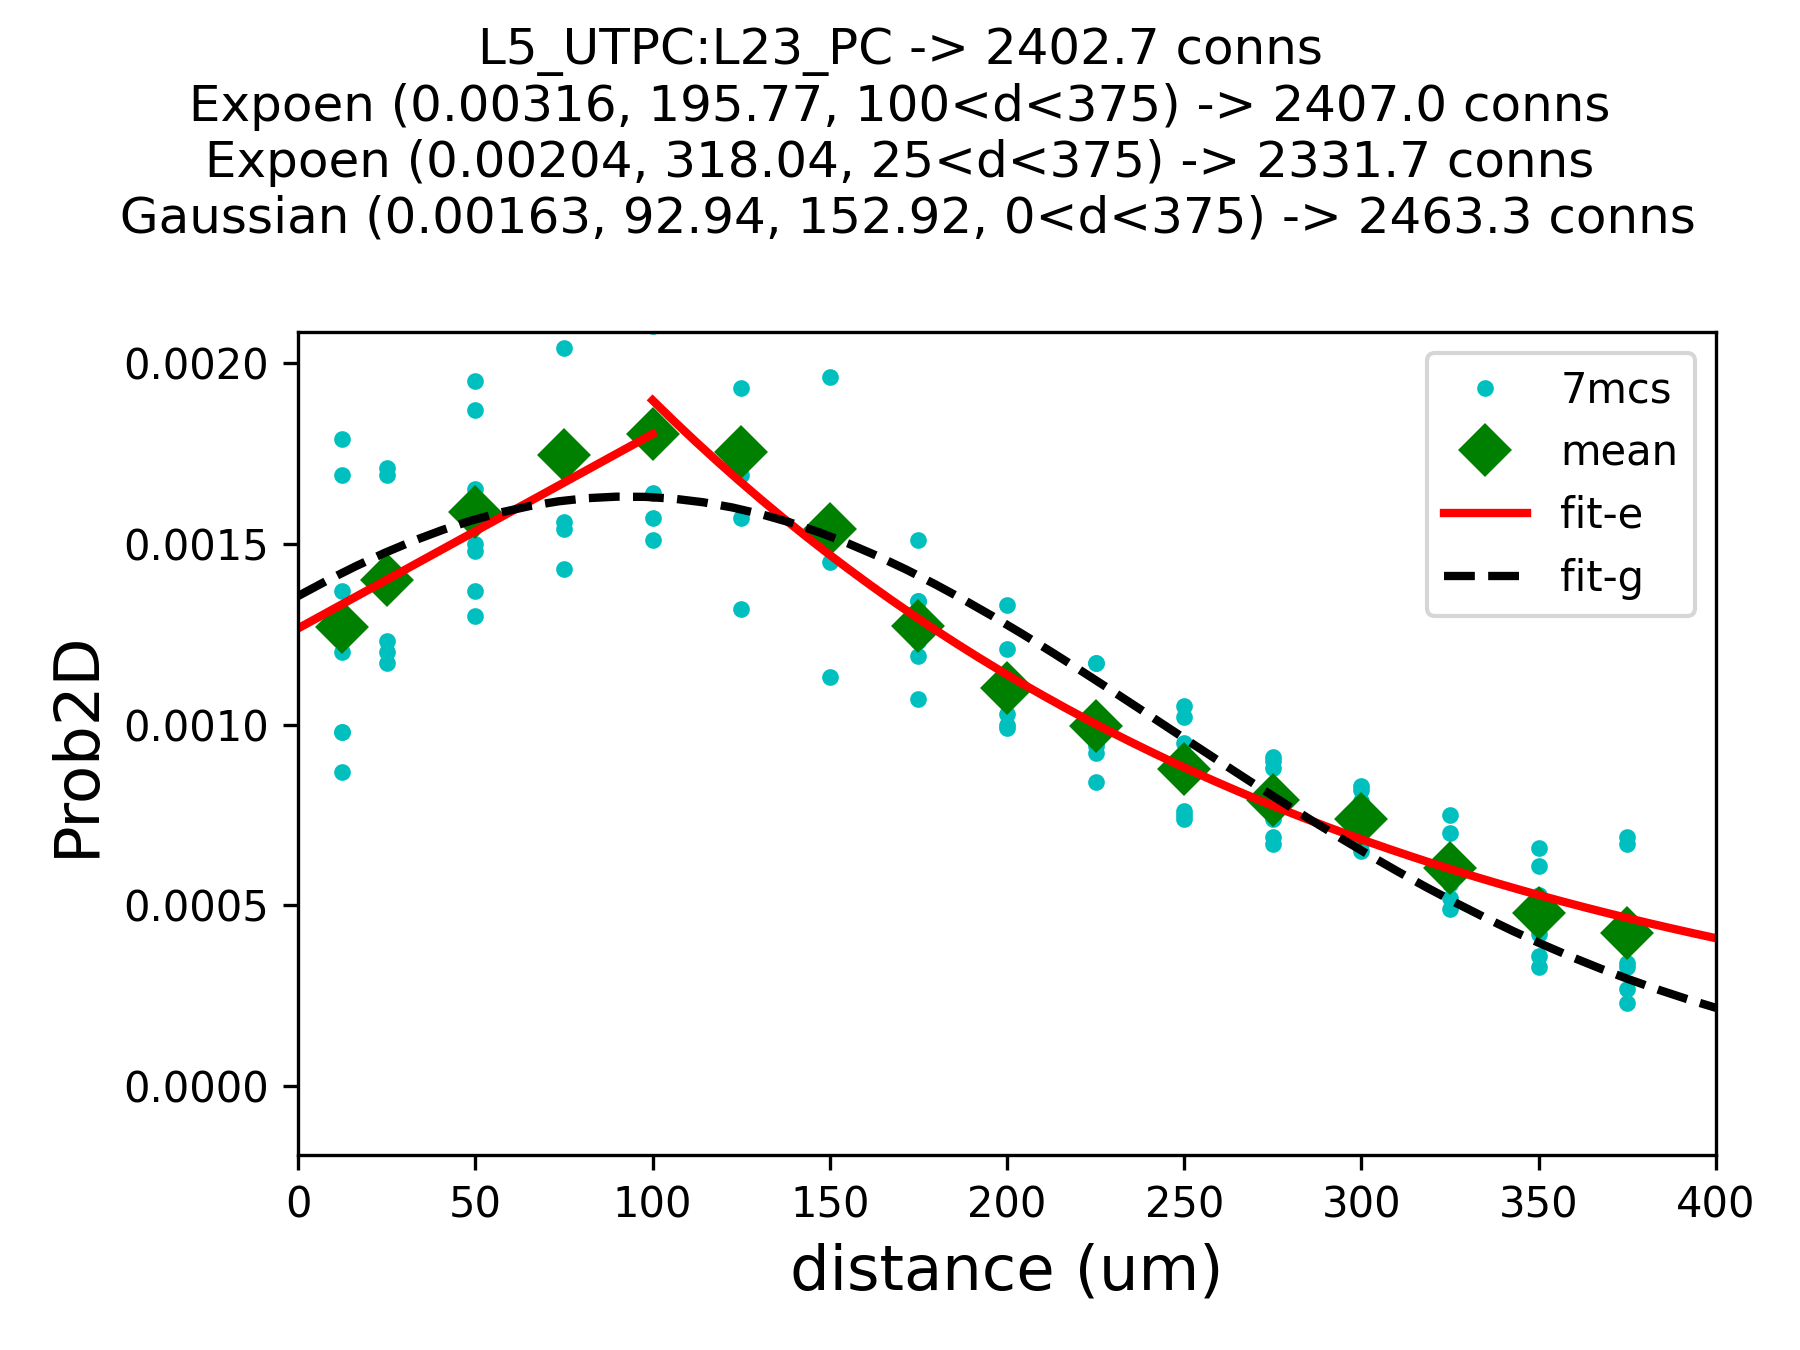 L5_UTPC:L23_PC -> 2402.7 conns
Expoen (0.00316, 195.77, 100<d<375) -> 2407.0 conns
Expoen (0.00204, 318.04, 25<d<375) -> 2331.7 conns
Gaussian (0.00163, 92.94, 152.92, 0<d<375) -> 2463.3 conns
0.0020
0.0015
0.0010
0.0005
0.0000
Prob2D
7mcs
mean
fit-e
fit-g
0 50 100 150 200 250 300 350 400
distance (um)